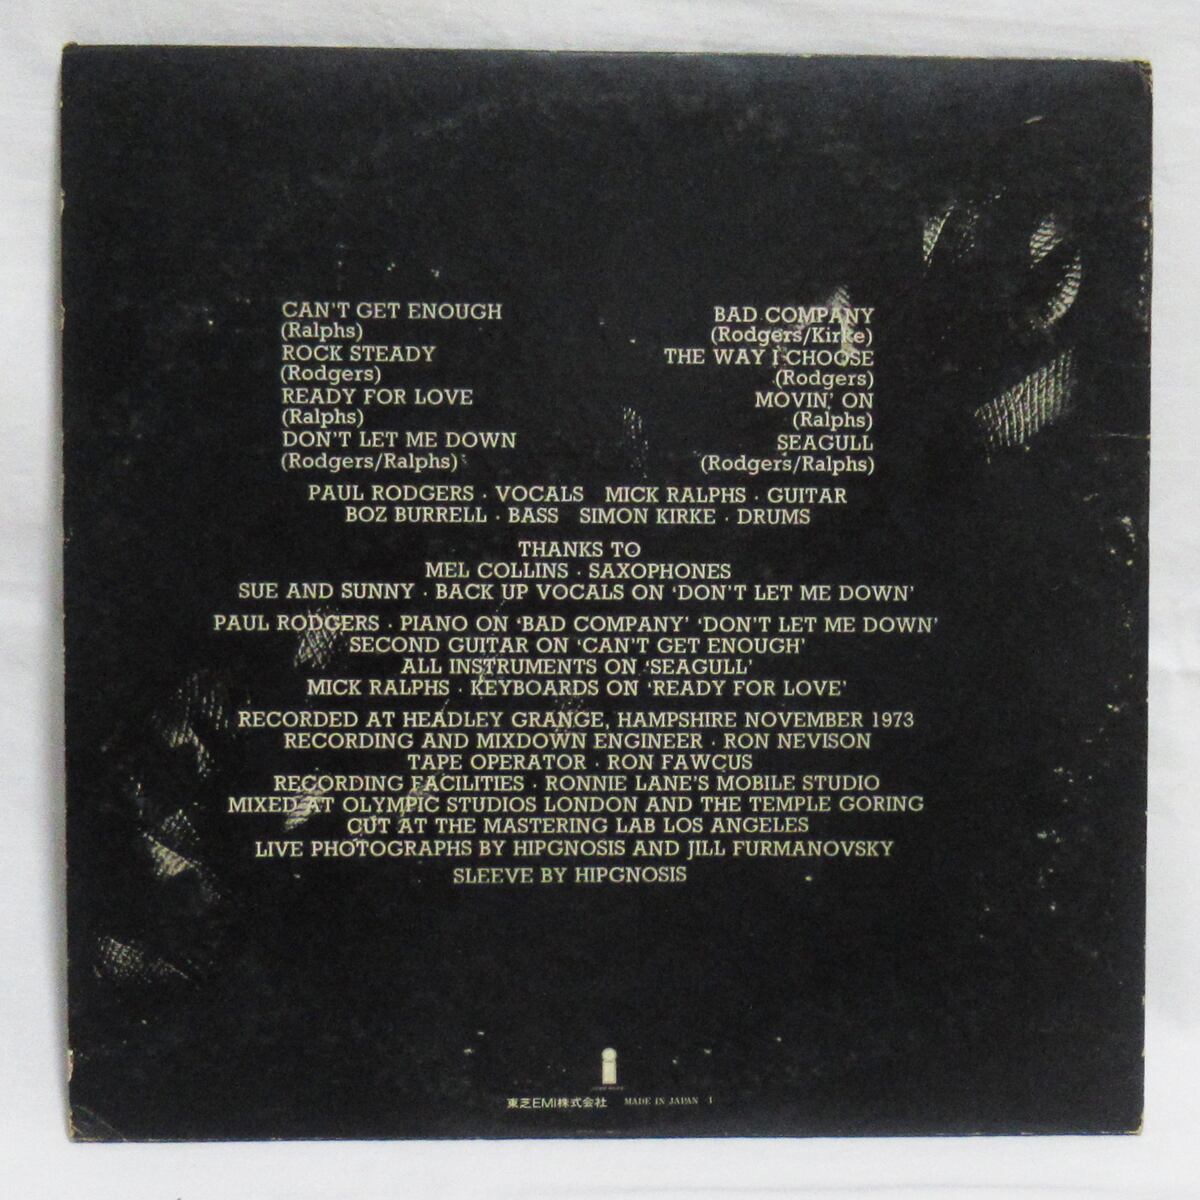 CAN'T GET ENOUGH
(Ralphs)
ROCK STEADY
(Rodgers)
READY FOR LOVE
(Ralphs)
DON'T LET ME DOWN
(Rodgers/Ralphs)
BAD COMPANY
(Rodgers/Kirke)
THE WAY I CHOOSE
(Rodgers)
MOVIN' ON
(Ralphs)
SEAGULL
(Rodgers/Ralphs)
PAUL RODGERS · VOCALS MICK RALPHS · GUITAR
BOZ BURRELL · BASS SIMON KIRKE · DRUMS
THANKS TO
MEL COLLINS · SAXOPHONES
SUE AND SUNNY · BACK UP VOCALS ON ‘DON'T LET ME DOWN’
PAUL RODGERS · PIANO ON ‘BAD COMPANY’ ‘DON'T LET ME DOWN’
SECOND GUITAR ON ‘CAN'T GET ENOUGH’
ALL INSTRUMENTS ON ‘SEAGULL’
MICK RALPHS · KEYBOARDS ON ‘READY FOR LOVE’
RECORDED AT HEADLEY GRANGE, HAMPSHIRE NOVEMBER 1973
RECORDING AND MIXDOWN ENGINEER · RON NEVISON
TAPE OPERATOR · RON FAWCUS
RECORDING FACILITIES · RONNIE LANE'S MOBILE STUDIO
MIXED AT OLYMPIC STUDIOS LONDON AND THE TEMPLE GORING
CUT AT THE MASTERING LAB LOS ANGELES
LIVE PHOTOGRAPHS BY HIPGNOSIS AND JILL FURMANOVSKY
SLEEVE BY HIPGNOSIS
東芝EMI株式会社 MADE IN JAPAN